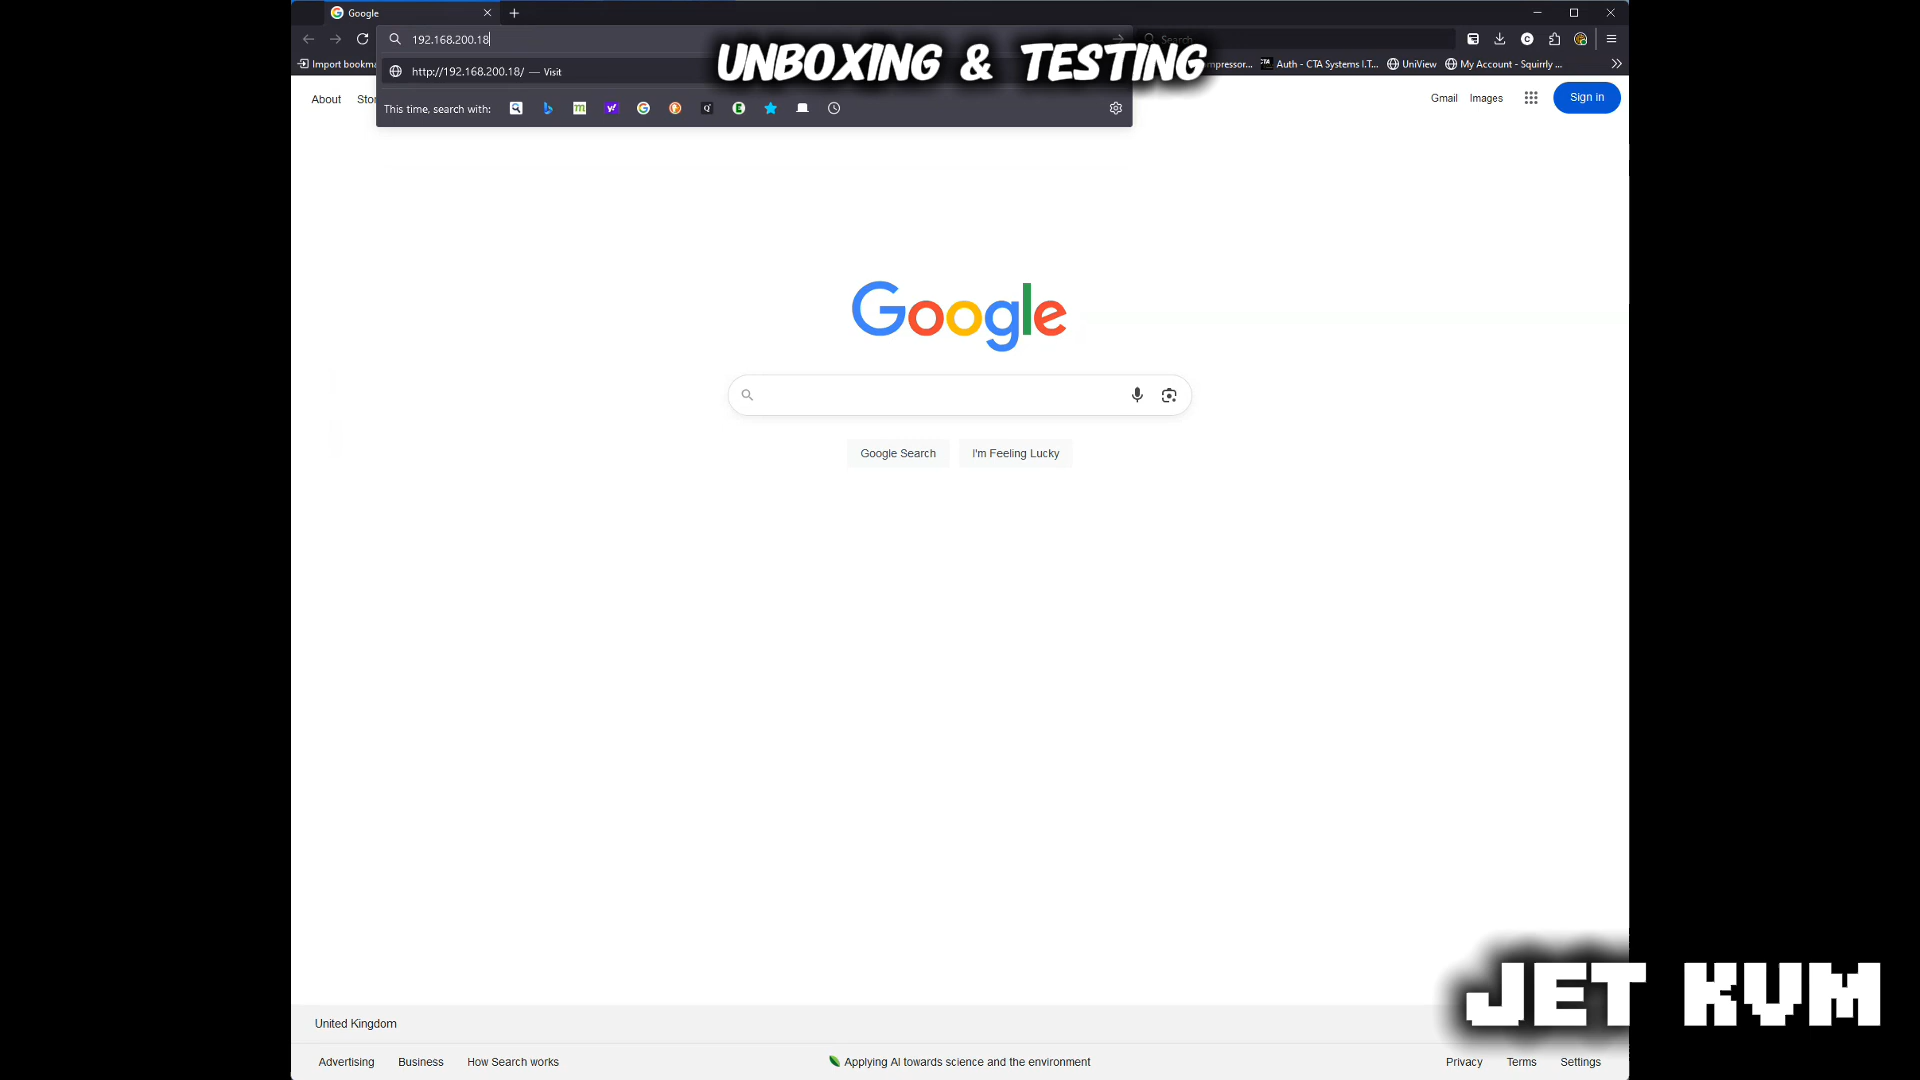 Google
192.168.200.18
Search
UNBOXING & TESTING
http://192.168.200.18/ — Visit
Import bookma
mpressor...
CTA Auth - CTA Systems I.T...
UniView
My Account - Squirrly ...
This time, search with:
About
Stor
Gmail
Images
Sign in
Google
Google Search
I'm Feeling Lucky
JET KVM
United Kingdom
Advertising
Business
How Search works
Applying AI towards science and the environment
Privacy
Terms
Settings